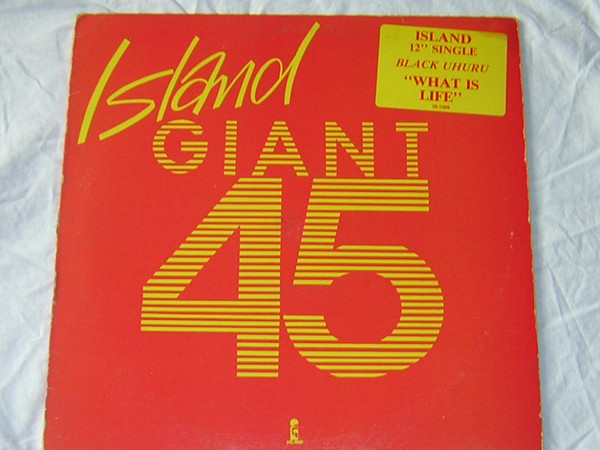 Island
GIANT
45
ISLAND
12" SINGLE
BLACK UHURU
"WHAT IS
LIFE"